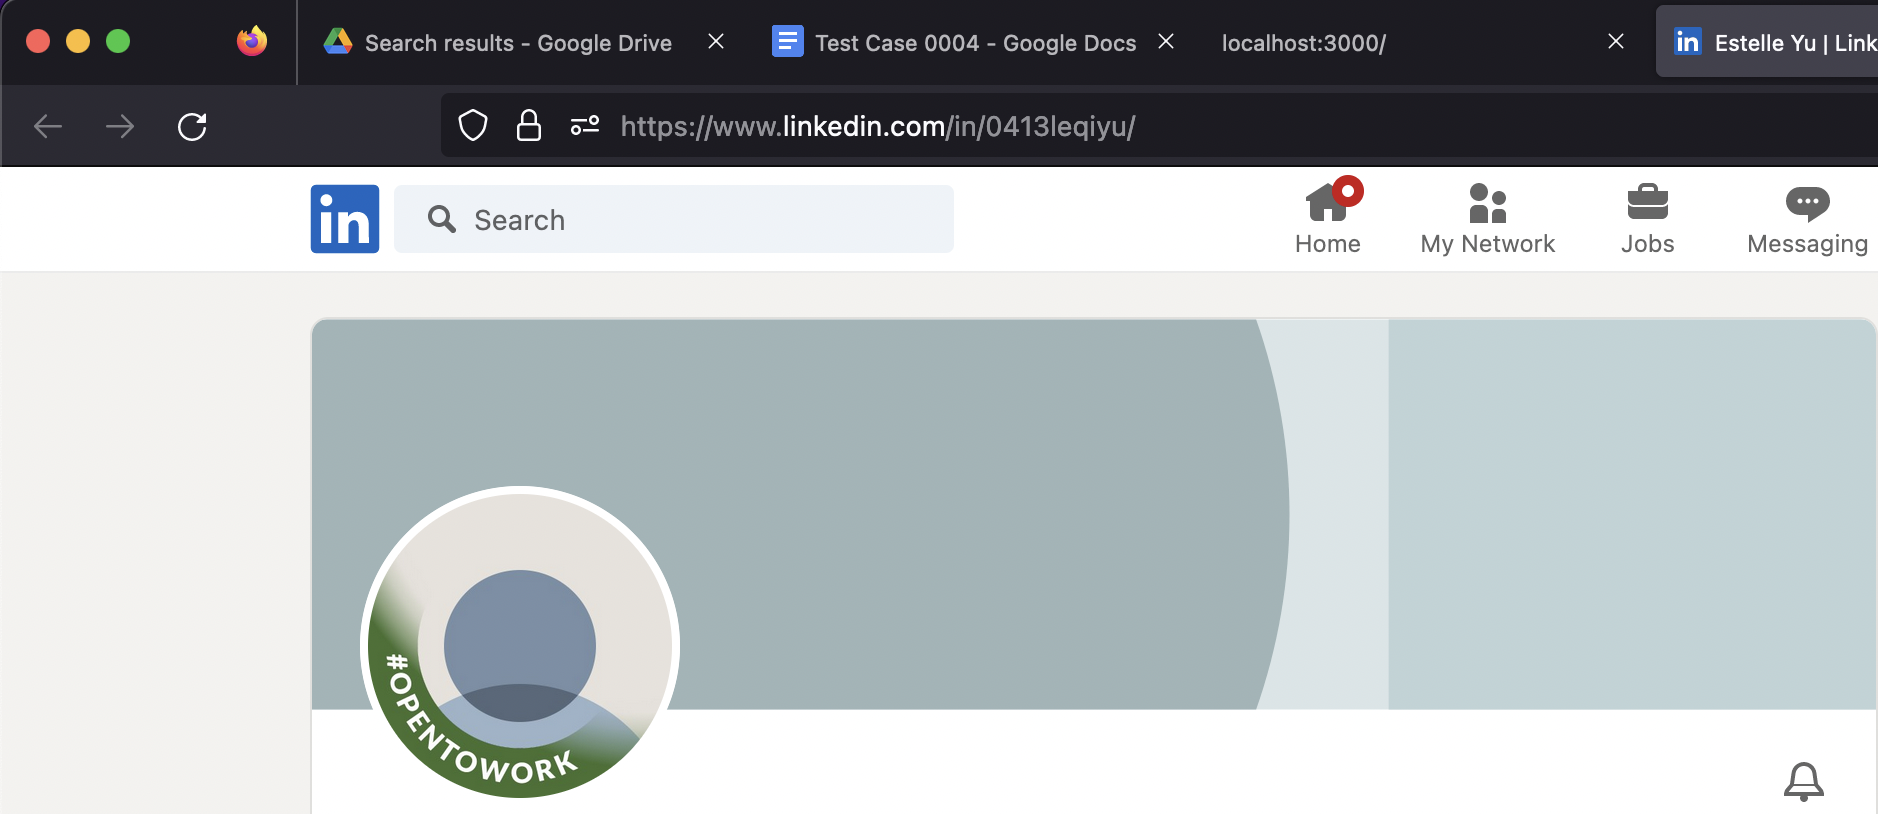 Search results - Google Drive
Test Case 0004 - Google Docs
localhost:3000/
in Estelle Yu | Link
https://www.linkedin.com/in/0413leqiyu/
in
Search
Home
My Network
Jobs
Messaging
#OPENTOWORK